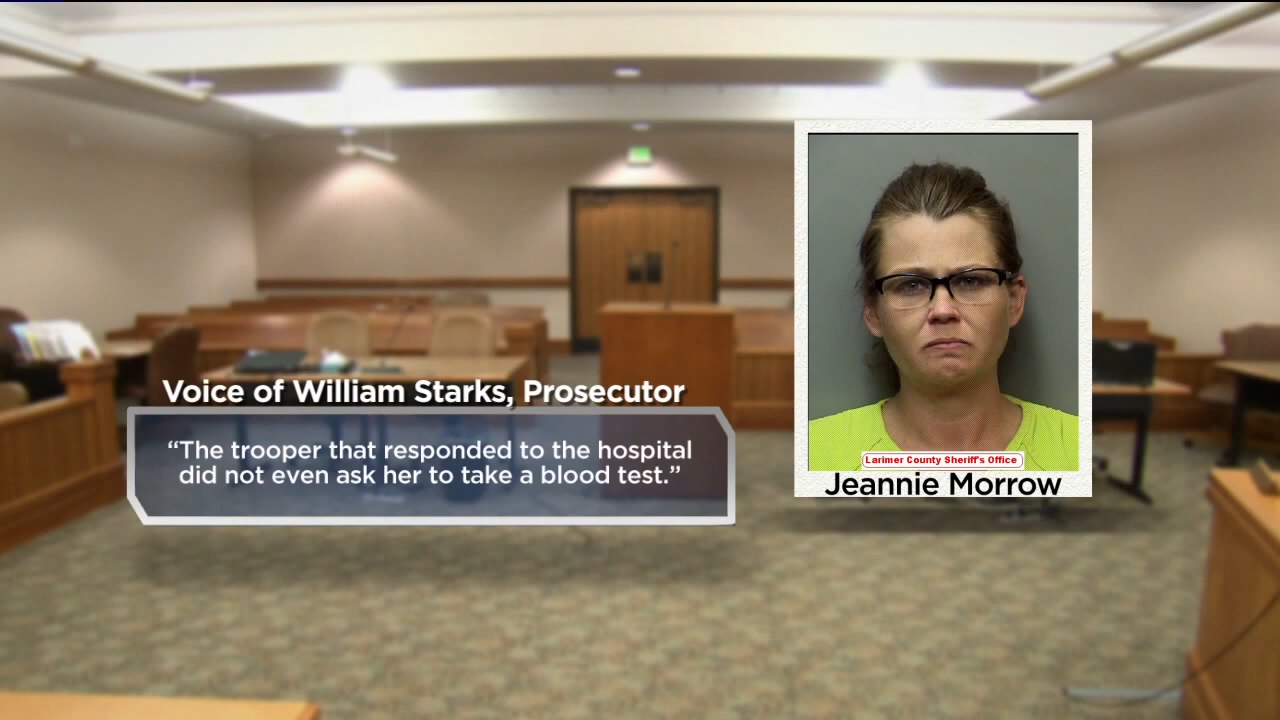 Voice of William Starks, Prosecutor
“The trooper that responded to the hospital
did not even ask her to take a blood test.”
Larimer County Sheriff's Office
Jeannie Morrow